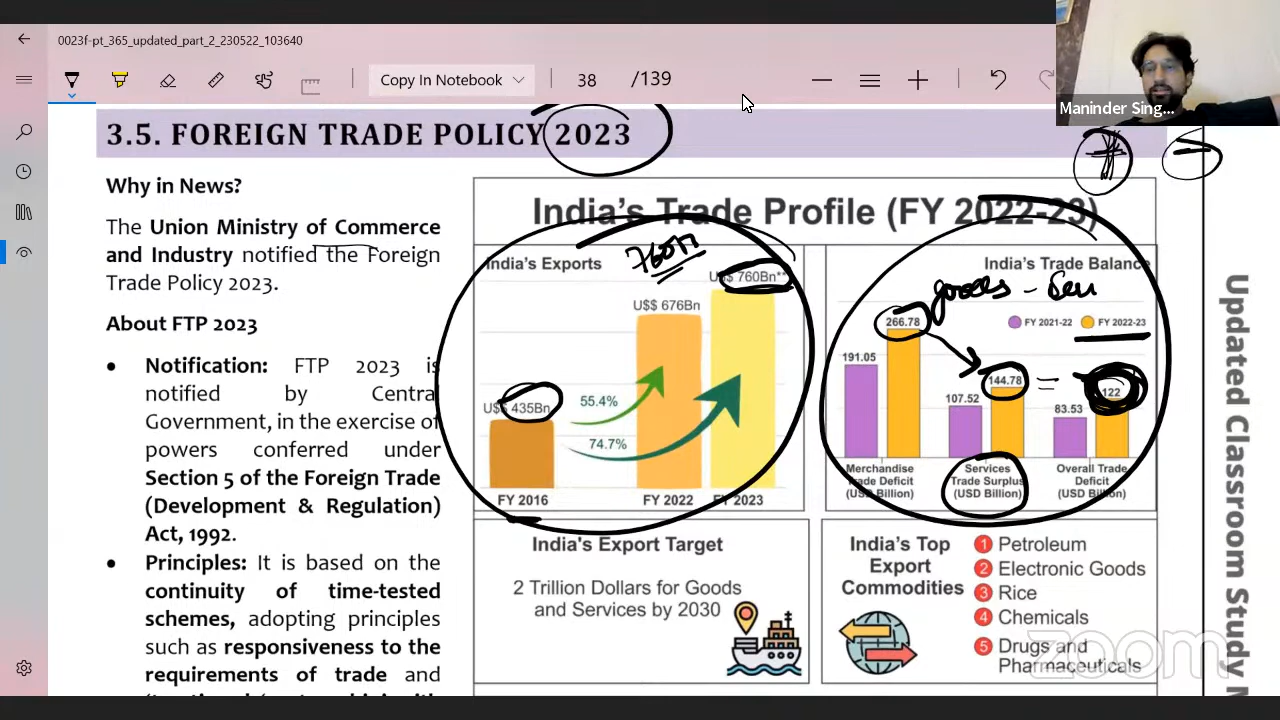 0023f-pt_365_updated_part_2_230522_103640
Copy In Notebook
38 /139
Maninder Sing...
3.5. FOREIGN TRADE POLICY 2023
Why in News?
The Union Ministry of Commerce
and Industry notified the Foreign
Trade Policy 2023.
About FTP 2023
• Notification: FTP 2023 is
notified by Central
Government, in the exercise of
powers conferred under
Section 5 of the Foreign Trade
(Development & Regulation)
Act, 1992.
• Principles: It is based on the
continuity of time-tested
schemes, adopting principles
such as responsiveness to the
requirements of trade and
India's Trade Profile (FY 2022-23)
India's Exports
760Bn
U$$ 760Bn**
U$$ 676Bn
U$$ 435Bn
55.4%
74.7%
FY 2016
FY 2022
FY 2023
India's Trade Balance
goods -
FY 2021-22
FY 2022-23
266.78
191.05
144.78
=
122
107.52
83.53
Merchandise
Trade Deficit
(USD Billion)
Services
Trade Surplus
(USD Billion)
Overall Trade
Deficit
(USD Billion)
India's Export Target
2 Trillion Dollars for Goods
and Services by 2030
India's Top
Export
Commodities
1 Petroleum
2 Electronic Goods
3 Rice
4 Chemicals
5 Drugs and
Pharmaceuticals
zoom
Updated Classroom Study M